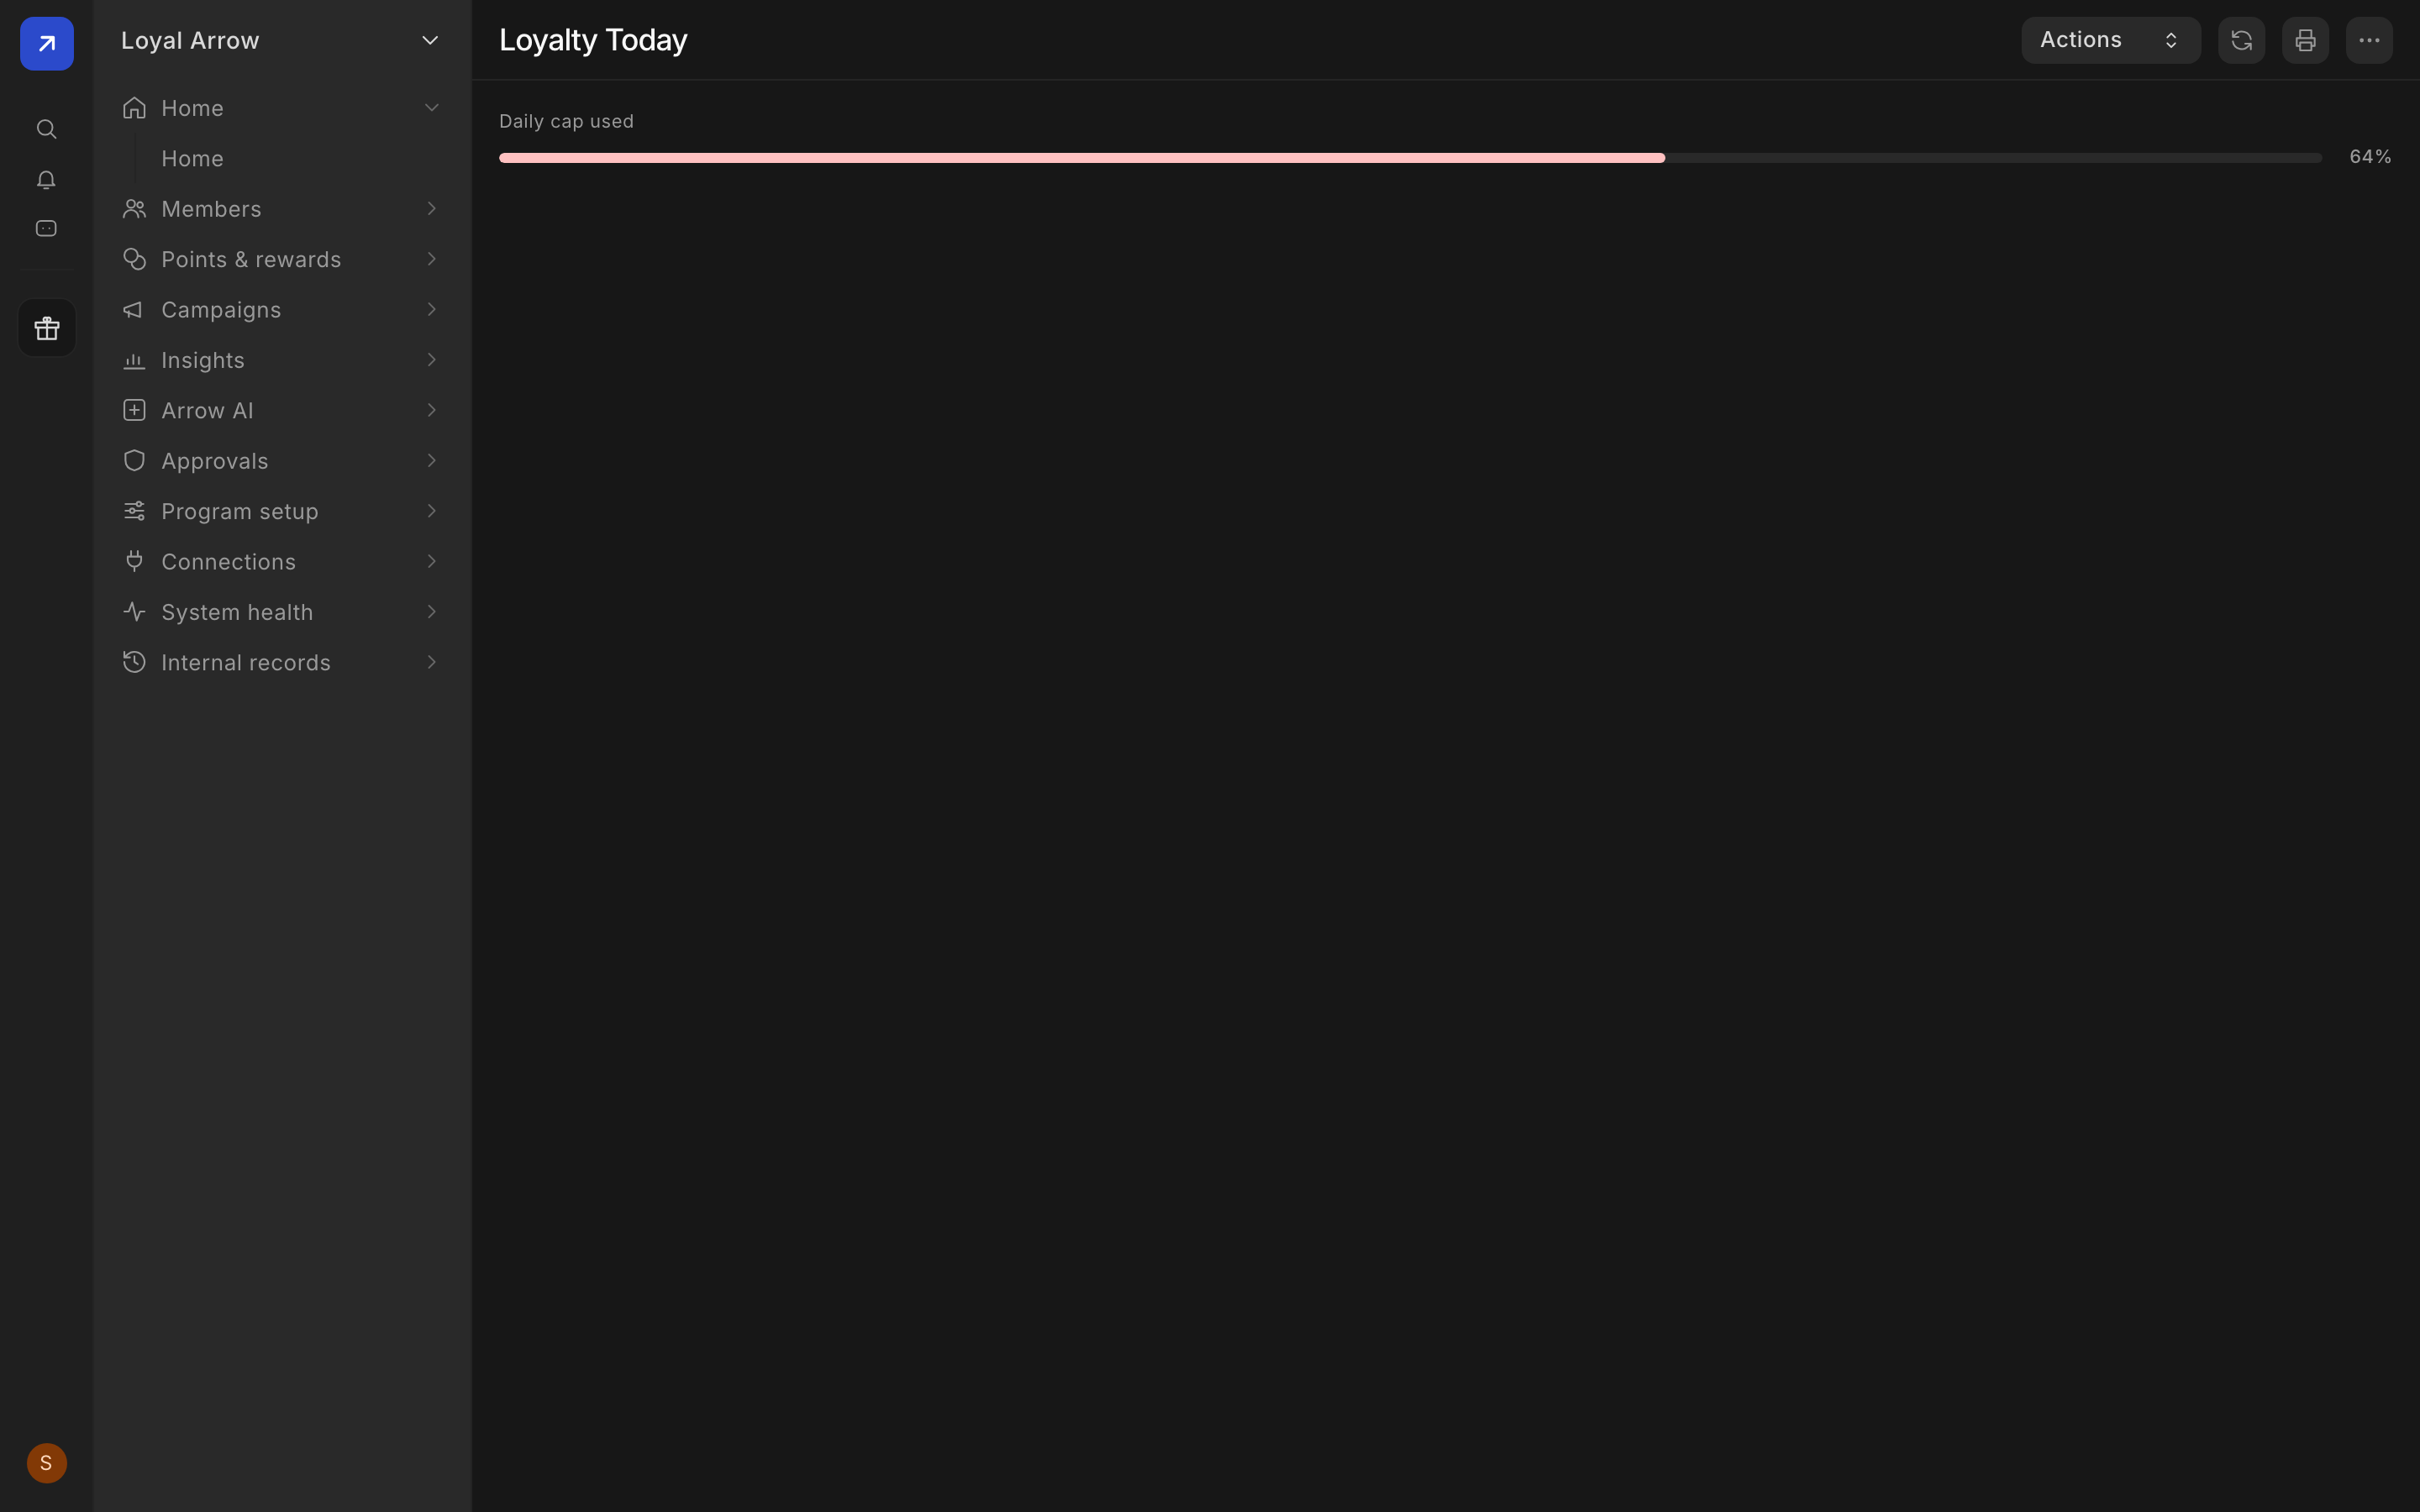 Loyal Arrow
Home
Home
Members
Points & rewards
Campaigns
Insights
Arrow AI
Approvals
Program setup
Connections
System health
Internal records
S
Loyalty Today
Actions
Daily cap used
64%